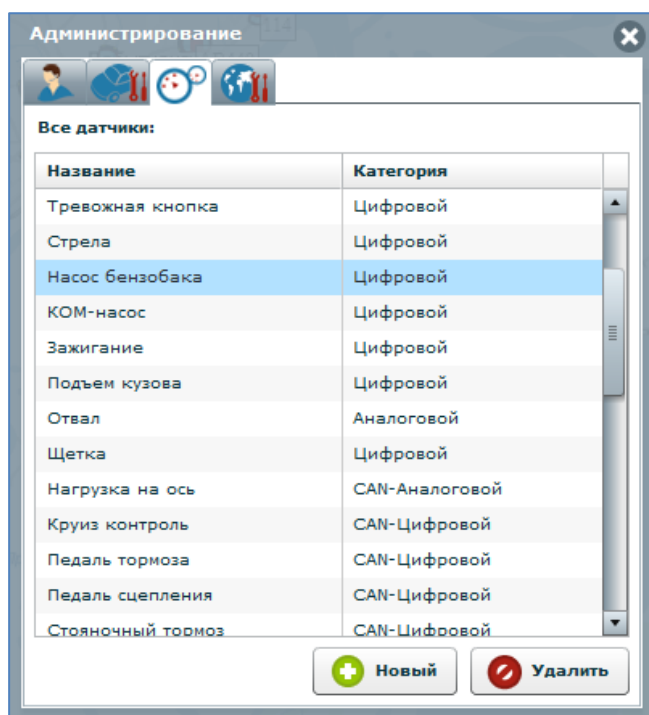 Администрирование
Все датчики:
Название Категория
Тревожная кнопка Цифровой
Стрела Цифровой
Насос бензобака Цифровой
КОМ-насос Цифровой
Зажигание Цифровой
Подъем кузова Цифровой
Отвал Аналоговой
Щетка Цифровой
Нагрузка на ось CAN-Аналоговой
Круиз контроль CAN-Цифровой
Педаль тормоза CAN-Цифровой
Педаль сцепления CAN-Цифровой
Стояночный тормоз CAN-Цифровой
Новый Удалить